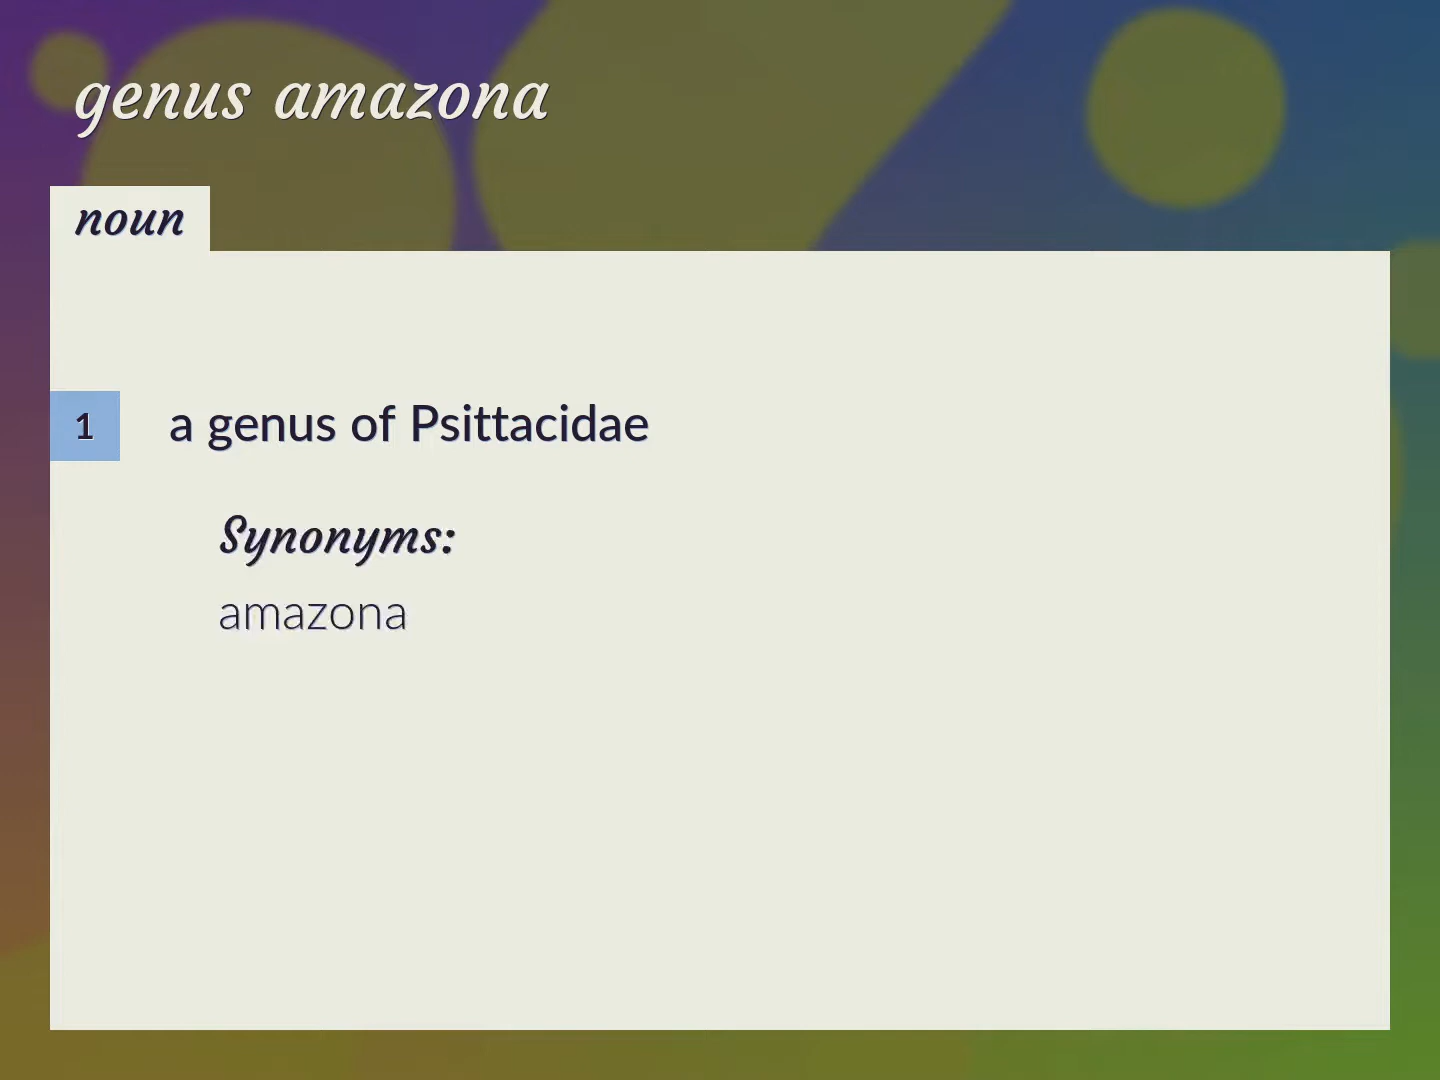 genus amazona
noun
1 a genus of Psittacidae
Synonyms:
amazona